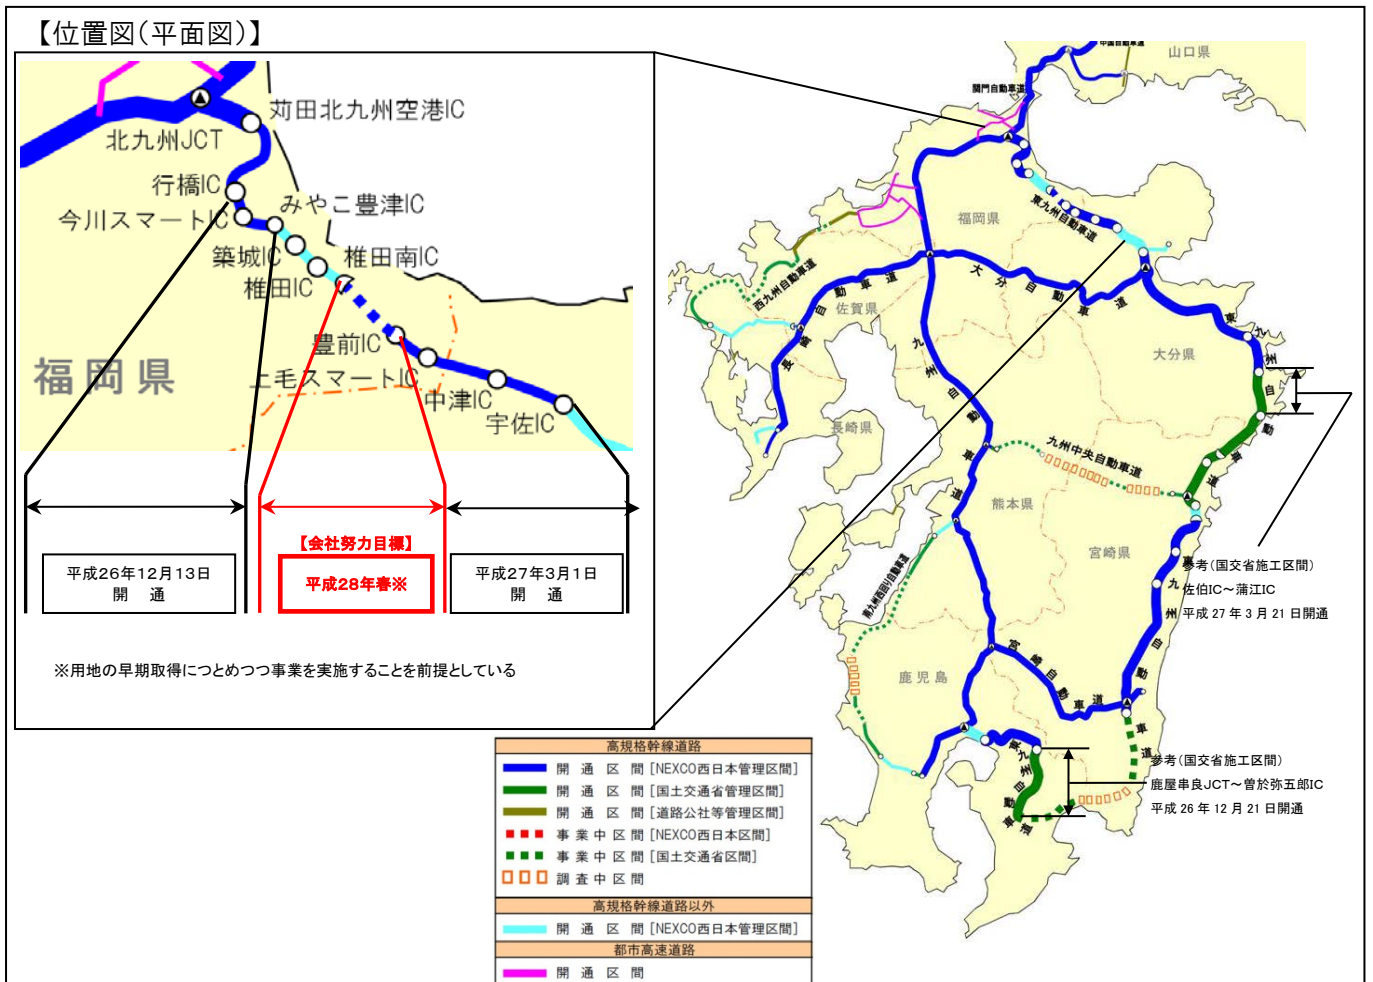 【位置図(平面図)】
苅田北九州空港IC
北九州JCT
行橋IC
みやこ豊津IC
今川スマートIC
築城IC
椎田南IC
椎田IC
豊前IC
上毛スマートIC
中津IC
宇佐IC
福岡県
【会社努力目標】
平成26年12月13日
開　通
平成28年春※
平成27年3月1日
開　通
※用地の早期取得につとめつつ事業を実施することを前提としている
中国自動車道
山口県
関門自動車道
福岡県
東九州自動車道
西九州自動車道
佐賀県
長崎自動車道
大分自動車道
大分県
東九州自動車道
長崎県
九州自動車道
九州中央自動車道
熊本県
宮崎県
南九州西回り自動車道
参考(国交省施工区間)
佐伯IC～蒲江IC
平成 27 年 3 月 21 日開通
東九州自動車道
鹿児島
宮崎自動車道
東九州自動車道
参考(国交省施工区間)
鹿屋串良JCT～曽於弥五郎IC
平成 26 年 12 月 21 日開通
高規格幹線道路
開通区間[NEXCO西日本管理区間]
開通区間[国土交通省管理区間]
開通区間[道路公社等管理区間]
事業中区間[NEXCO西日本区間]
事業中区間[国土交通省区間]
調査中区間
高規格幹線道路以外
開通区間[NEXCO西日本管理区間]
都市高速道路
開通区間